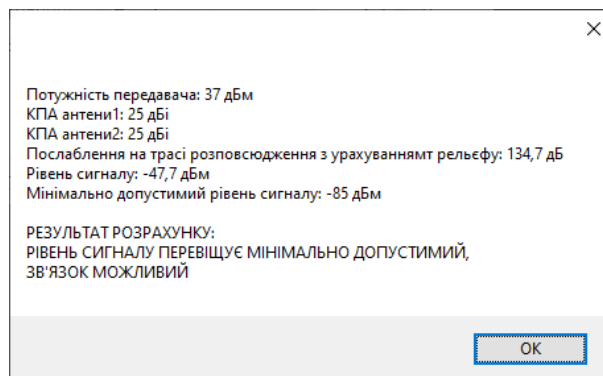 Потужність передавача: 37 дБм
КПА антени1: 25 дБі
КПА антени2: 25 дБі
Послаблення на трасі розповсюдження з урахуваннямт рельєфу: 134,7 дБ
Рівень сигналу: -47,7 дБм
Мінімально допустимий рівень сигналу: -85 дБм
РЕЗУЛЬТАТ РОЗРАХУНКУ:
РІВЕНЬ СИГНАЛУ ПЕРЕВІЩУЄ МІНІМАЛЬНО ДОПУСТИМИЙ,
ЗВ'ЯЗОК МОЖЛИВИЙ
ОК